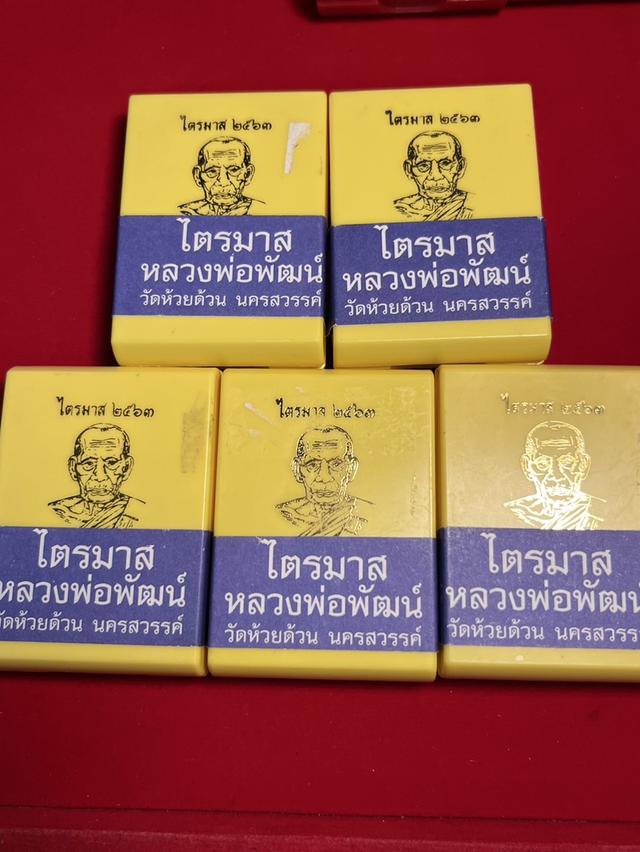 ไตรมาส ๒๕๖๓
ไตรมาส
หลวงพ่อพัฒน์
วัดห้วยด้วน นครสวรรค์
ไตรมาส ๒๕๖๓
ไตรมาส
หลวงพ่อพัฒน์
วัดห้วยด้วน นครสวรรค์
ไตรมาส ๒๕๖๓
ไตรมาส
หลวงพ่อพัฒน์
วัดห้วยด้วน นครสวรรค์
ไตรมาส ๒๕๖๓
ไตรมาส
หลวงพ่อพัฒน์
วัดห้วยด้วน นครสวรรค์
ไตรมาส ๒๕๖๓
ไตรมาส
หลวงพ่อพัฒน
วัดห้วยด้วน นครสวรร